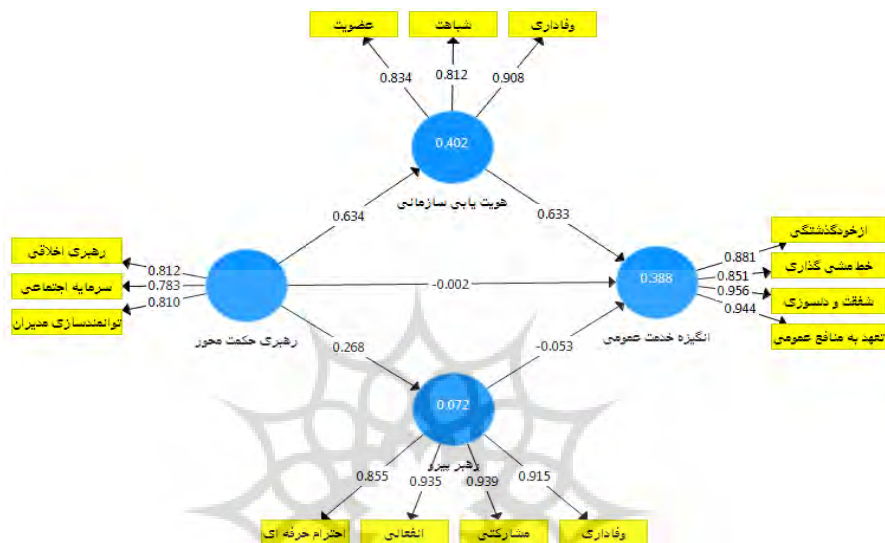 عضویت
شباهت
وفاداری
0.834
0.812
0.908
0.402
هویت یابی سازمانی
0.634
0.633
رهبری اخلاقی
سرمایه اجتماعی
توانمندسازی مدیران
0.812
0.783
0.810
رهبری حکمت محور
-0.002
0.388
انگیزه خدمت عمومی
0.881
0.851
0.956
0.944
ازخودگذشتگی
خط‌مشی گذاری
شفقت و دلسوزی
تعهد به منافع عمومی
0.268
-0.053
0.072
رهبر پیرو
0.855
0.935
0.939
0.915
احترام حرفه ای
انفعالی
مشارکتی
وفاداری